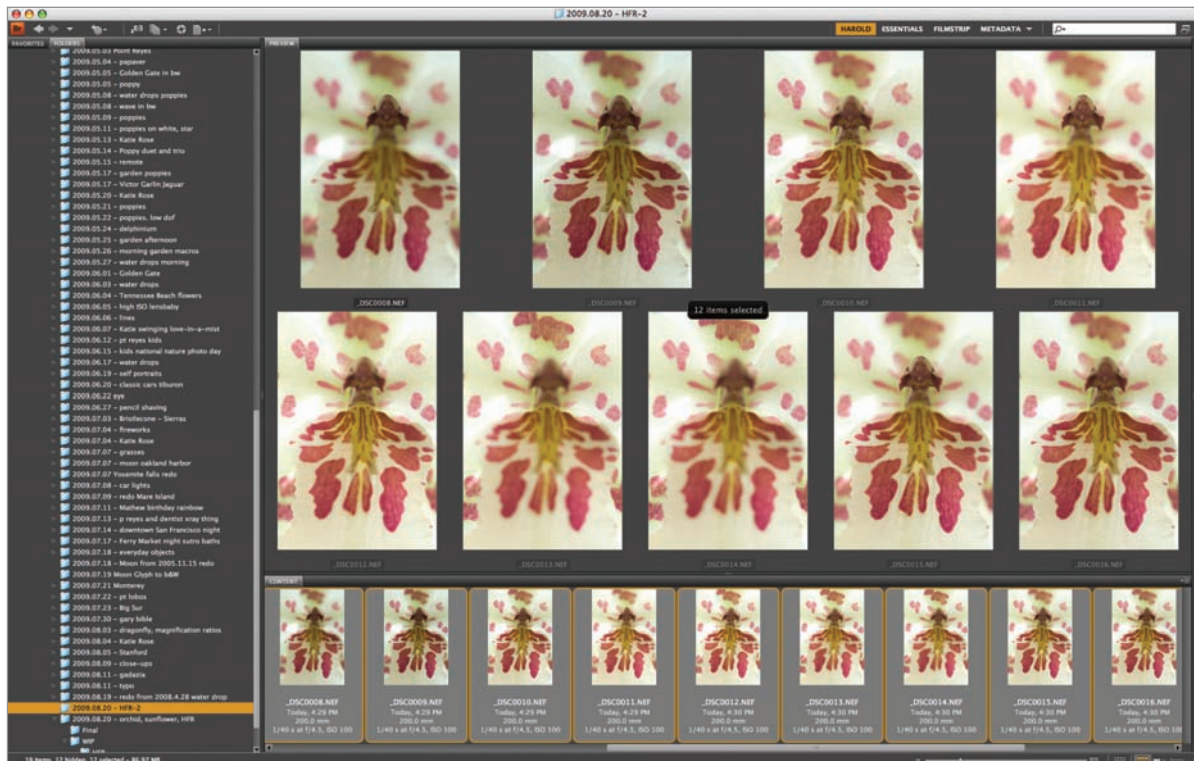 2009.08.20 - HFR-2
Br
HAROLD ESSENTIALS FILMSTRIP METADATA
FAVORITES FOLDERS
PREVIEW
2009.05.03 Point Reyes
2009.05.04 - papaver
2009.05.05 - Golden Gate in bw
2009.05.05 - poppy
2009.05.08 - water drops poppies
2009.05.08 - wave in bw
2009.05.09 - poppies
2009.05.11 - poppies on white, star
2009.05.13 - Katie Rose
2009.05.14 - Poppy duet and trio
2009.05.15 - remote
2009.05.17 - garden poppies
2009.05.17 - Victor Garlin Jaguar
2009.05.20 - Katie Rose
2009.05.21 - poppies
2009.05.22 - poppies. low dof
2009.05.24 - delphinium
2009.05.25 - garden afternoon
2009.05.26 - morning garden macros
2009.05.27 - water drops morning
2009.06.01 - Golden Gate
2009.06.03 - water drops
2009.06.04 - Tennessee Beach flowers
2009.06.05 - high ISO lensbaby
2009.06.06 - lines
2009.06.07 - Katie swinging love-in-a-mist
2009.06.12 - pt reyes kids
2009.06.15 - kids national nature photo day
2009.06.17 - water drops
2009.06.19 - self portraits
2009.06.20 - classic cars tiburon
2009.06.22 eye
2009.06.27 - pencil shaving
2009.07.03 - Bristlecone - Sierras
2009.07.04 - fireworks
2009.07.04 - Katie Rose
2009.07.07 - grasses
2009.07.07 - moon oakland harbor
2009.07.07 Yosemite falls redo
2009.07.08 - car lights
2009.07.09 - redo Mare Island
2009.07.11 - Mathew birthday rainbow
2009.07.13 - p reyes and dentist xray thing
2009.07.14 - downtown San Francisco night
2009.07.17 - Ferry Market night sutro baths
2009.07.18 - everyday objects
2009.07.18 - Moon from 2005.11.15 redo
2009.07.19 Moon Glyph to b&W
2009.07.21 Monterey
2009.07.22 - pt lobos
2009.07.23 - Big Sur
2009.07.30 - gary bible
2009.08.03 - dragonfly, magnification ratios
2009.08.04 - Katie Rose
2009.08.05 - Stanford
2009.08.09 - close-ups
2009.08.11 - gadazia
2009.08.11 - typo
2009.08.19 - redo from 2008.4.28 water drop
2009.08.20 - HFR-2
2009.08.20 - orchid, sunflower, HFR
Final
WIP
_DSC0008.NEF _DSC0009.NEF _DSC0010.NEF _DSC0011.NEF
12 items selected
_DSC0012.NEF _DSC0013.NEF _DSC0014.NEF _DSC0015.NEF _DSC0016.NEF
CONTENT
_DSC0008.NEF _DSC0009.NEF _DSC0010.NEF _DSC0011.NEF _DSC0012.NEF _DSC0013.NEF _DSC0014.NEF _DSC0015.NEF _DSC0016.NEF
Today, 4:29 PM Today, 4:29 PM Today, 4:29 PM Today, 4:29 PM Today, 4:30 PM Today, 4:30 PM Today, 4:30 PM Today, 4:30 PM Today, 4:30 PM
200.0 mm 200.0 mm 200.0 mm 200.0 mm 200.0 mm 200.0 mm 200.0 mm 200.0 mm 200.0 mm
1/40 s at f/4.5, ISO 100 1/40 s at f/4.5, ISO 100 1/40 s at f/4.5, ISO 100 1/40 s at f/4.5, ISO 100 1/40 s at f/4.5, ISO 100 1/40 s at f/4.5, ISO 100 1/40 s at f/4.5, ISO 100 1/40 s at f/4.5, ISO 100 1/40 s at f/4.5, ISO 100